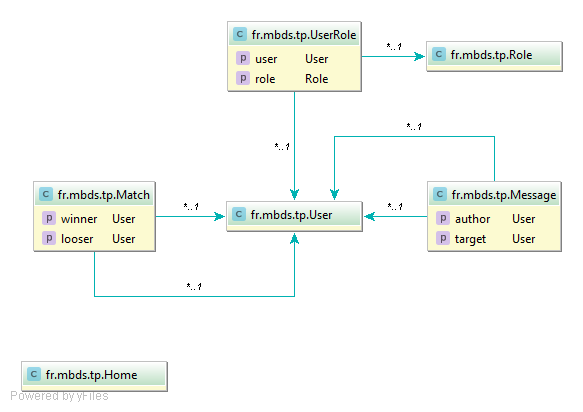 C fr.mbds.tp.UserRole
p user User
p role Role
*..1
C fr.mbds.tp.Role
*..1
*..1
C fr.mbds.tp.Match
p winner User
p looser User
*..1
C fr.mbds.tp.User
*..1
C fr.mbds.tp.Message
p author User
p target User
*..1
C fr.mbds.tp.Home
Powered by yFiles